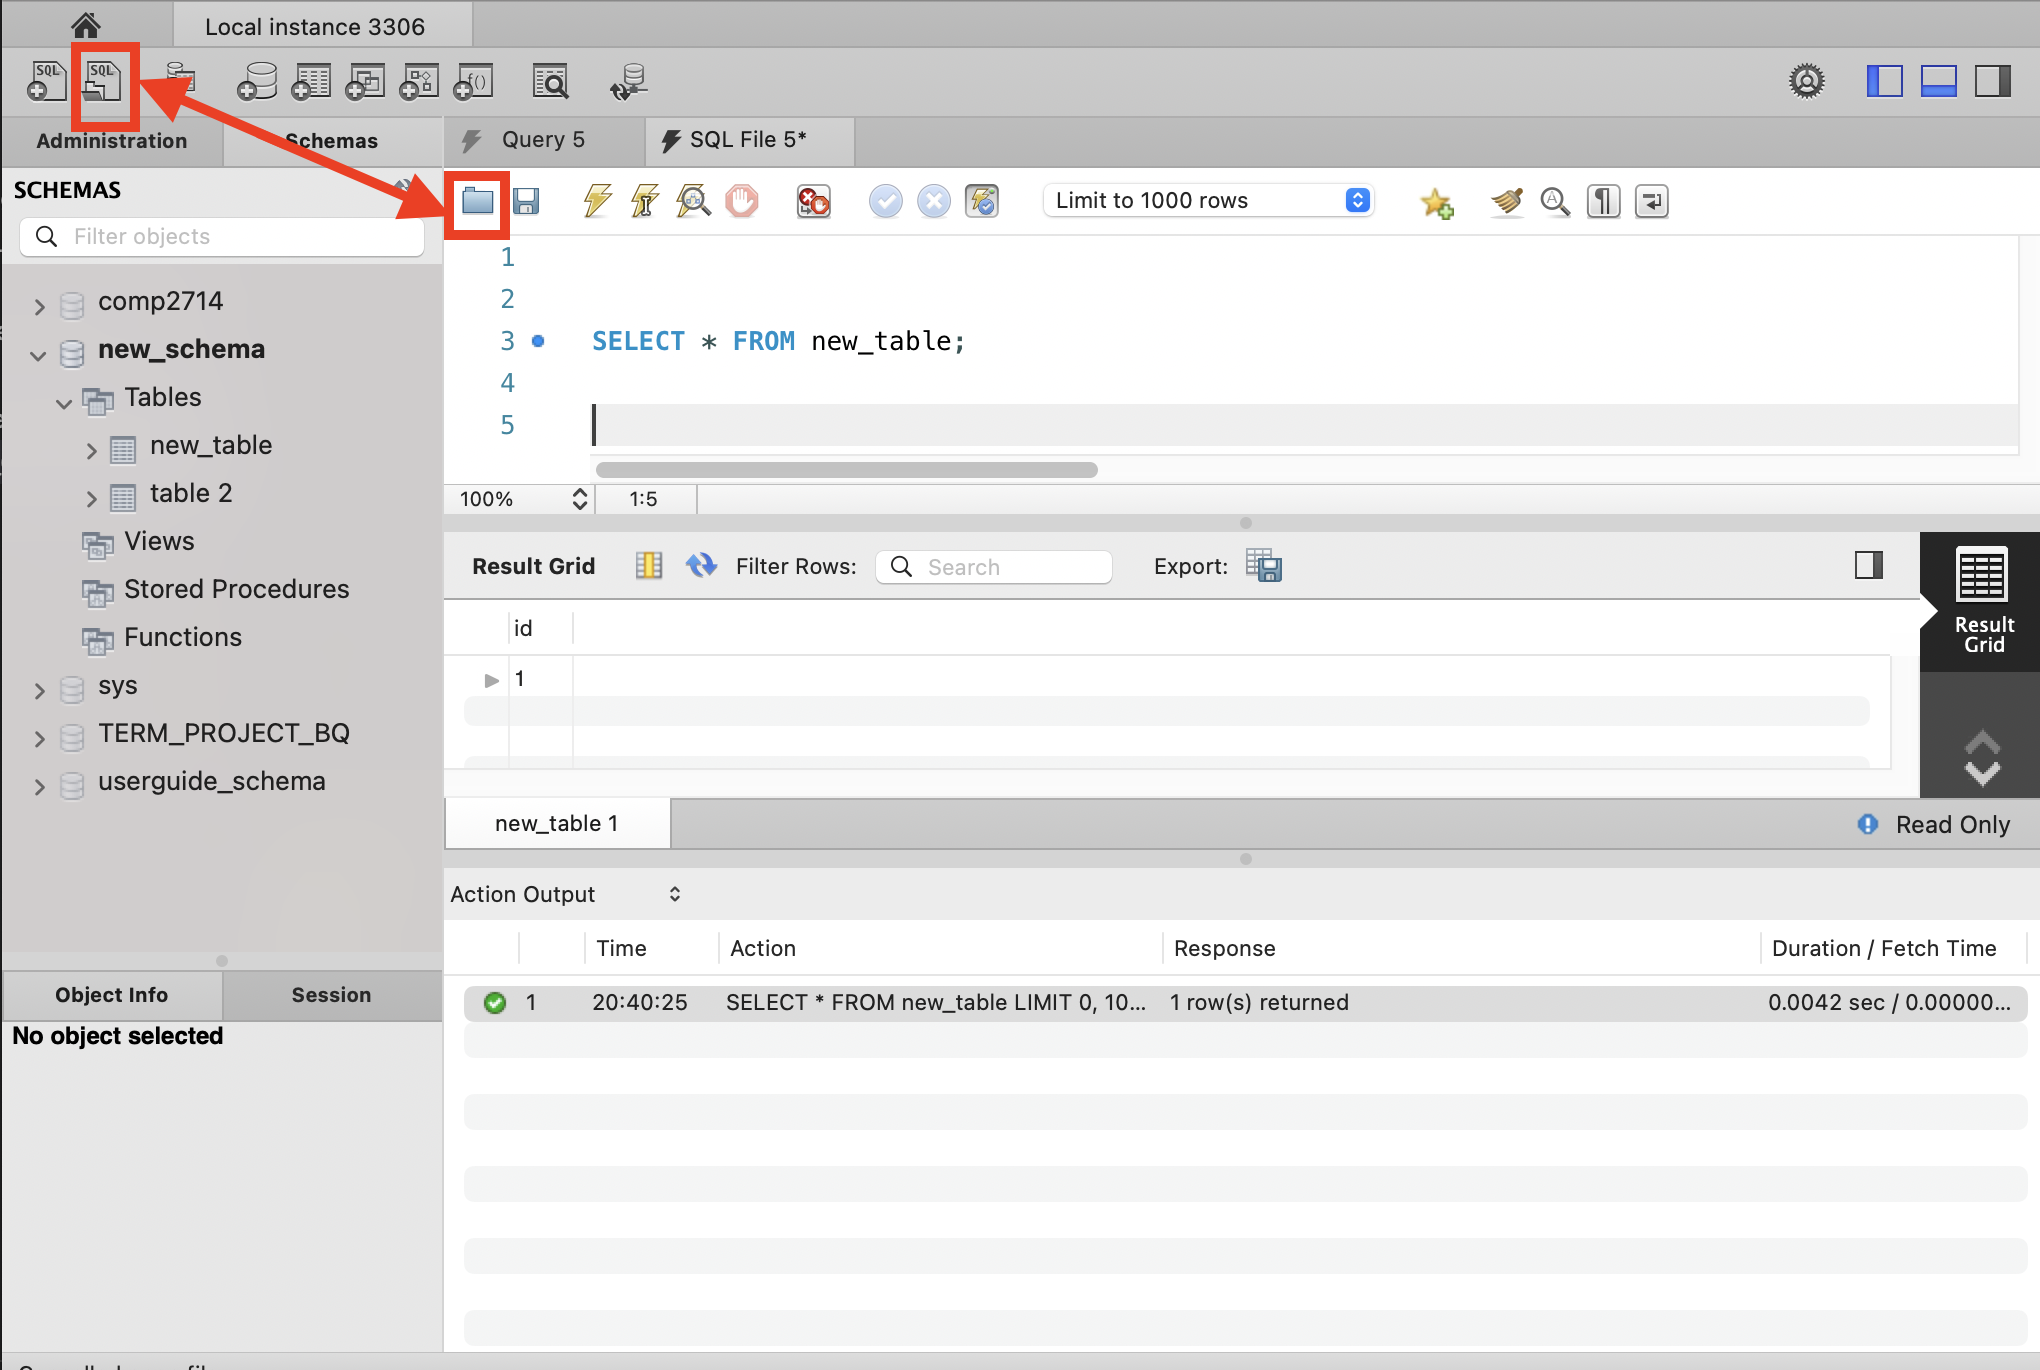 Local instance 3306
SQL
SQL
f()
Administration
Schemas
Query 5
SQL File 5*
SCHEMAS
Filter objects
Limit to 1000 rows
comp2714
new_schema
Tables
new_table
table 2
Views
Stored Procedures
Functions
sys
TERM_PROJECT_BQ
userguide_schema
1
2
3 SELECT * FROM new_table;
4
5
100%
1:5
Result Grid
Filter Rows:
Search
Export:
Result
Grid
id
1
new_table 1
Read Only
Action Output
Time Action Response Duration / Fetch Time
1 20:40:25 SELECT * FROM new_table LIMIT 0, 10... 1 row(s) returned 0.0042 sec / 0.00000...
Object Info
Session
No object selected